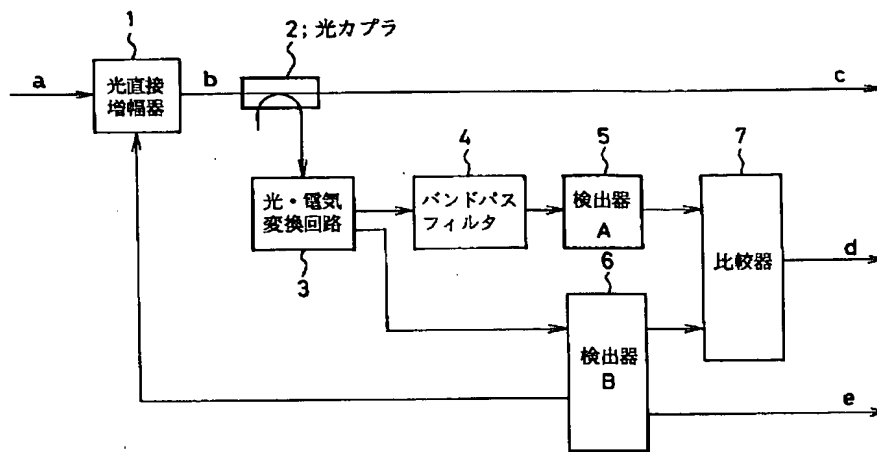 1
2;光カプラ
a
光直接
増幅器
b
c
4
5
7
光・電気
変換回路
バンドパス
フィルタ
検出器
A
比較器
d
3
6
検出器
B
e